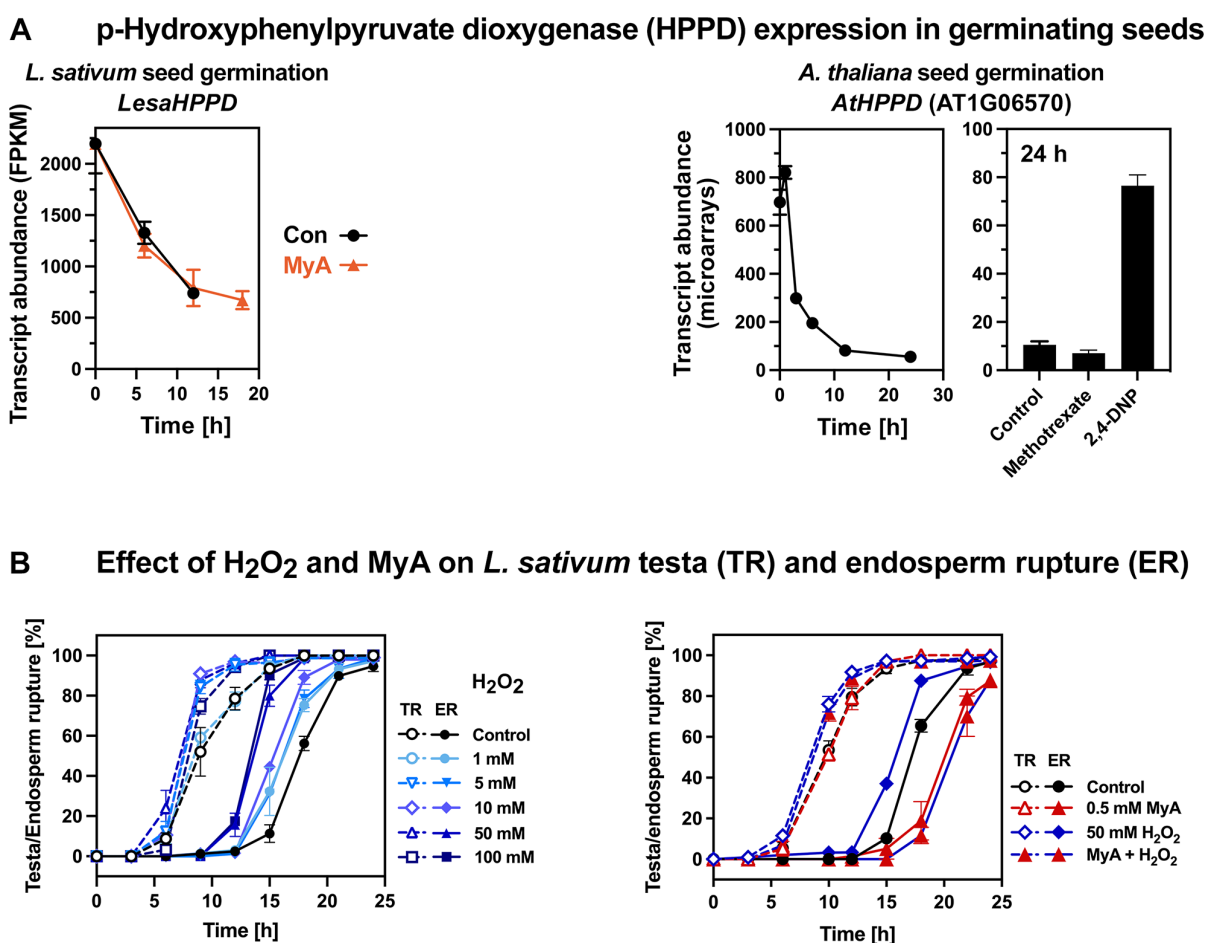 A p-Hydroxyphenylpyruvate dioxygenase (HPPD) expression in germinating seeds
L. sativum seed germination
LesaHPPD
Transcript abundance (FPKM)
2000
1500
1000
500
0
0 5 10 15 20
Time [h]
Con
MyA
A. thaliana seed germination
AtHPPD (AT1G06570)
Transcript abundance
(microarrays)
1000
800
600
400
200
0
0 10 20 30
Time [h]
24 h
100
80
60
40
20
0
Control
Methotrexate
2,4-DNP
B Effect of H2O2 and MyA on L. sativum testa (TR) and endosperm rupture (ER)
Testa/Endosperm rupture [%]
100
80
60
40
20
0
0 5 10 15 20 25
Time [h]
H2O2
TR ER
Control
1 mM
5 mM
10 mM
50 mM
100 mM
Testa/endosperm rupture [%]
100
80
60
40
20
0
0 5 10 15 20 25
Time [h]
TR ER
Control
0.5 mM MyA
50 mM H2O2
MyA + H2O2